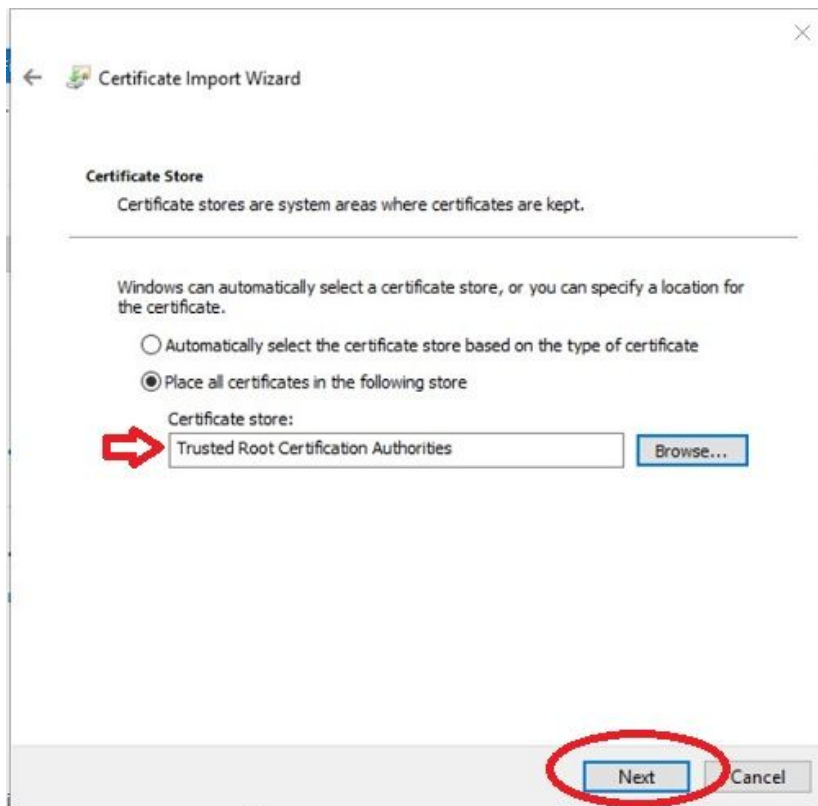 Certificate Import Wizard
Certificate Store
Certificate stores are system areas where certificates are kept.
Windows can automatically select a certificate store, or you can specify a location for
the certificate.
Automatically select the certificate store based on the type of certificate
Place all certificates in the following store
Certificate store:
Trusted Root Certification Authorities
Browse...
Next
Cancel